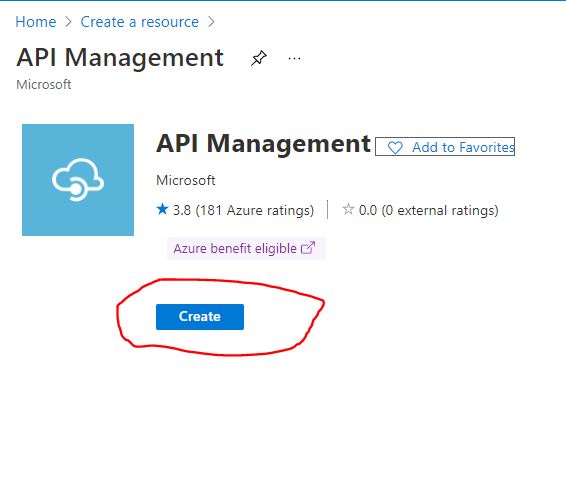 Home > Create a resource >
API Management ...
Microsoft
API Management Add to Favorites
Microsoft
3.8 (181 Azure ratings) 0.0 (0 external ratings)
Azure benefit eligible
Create